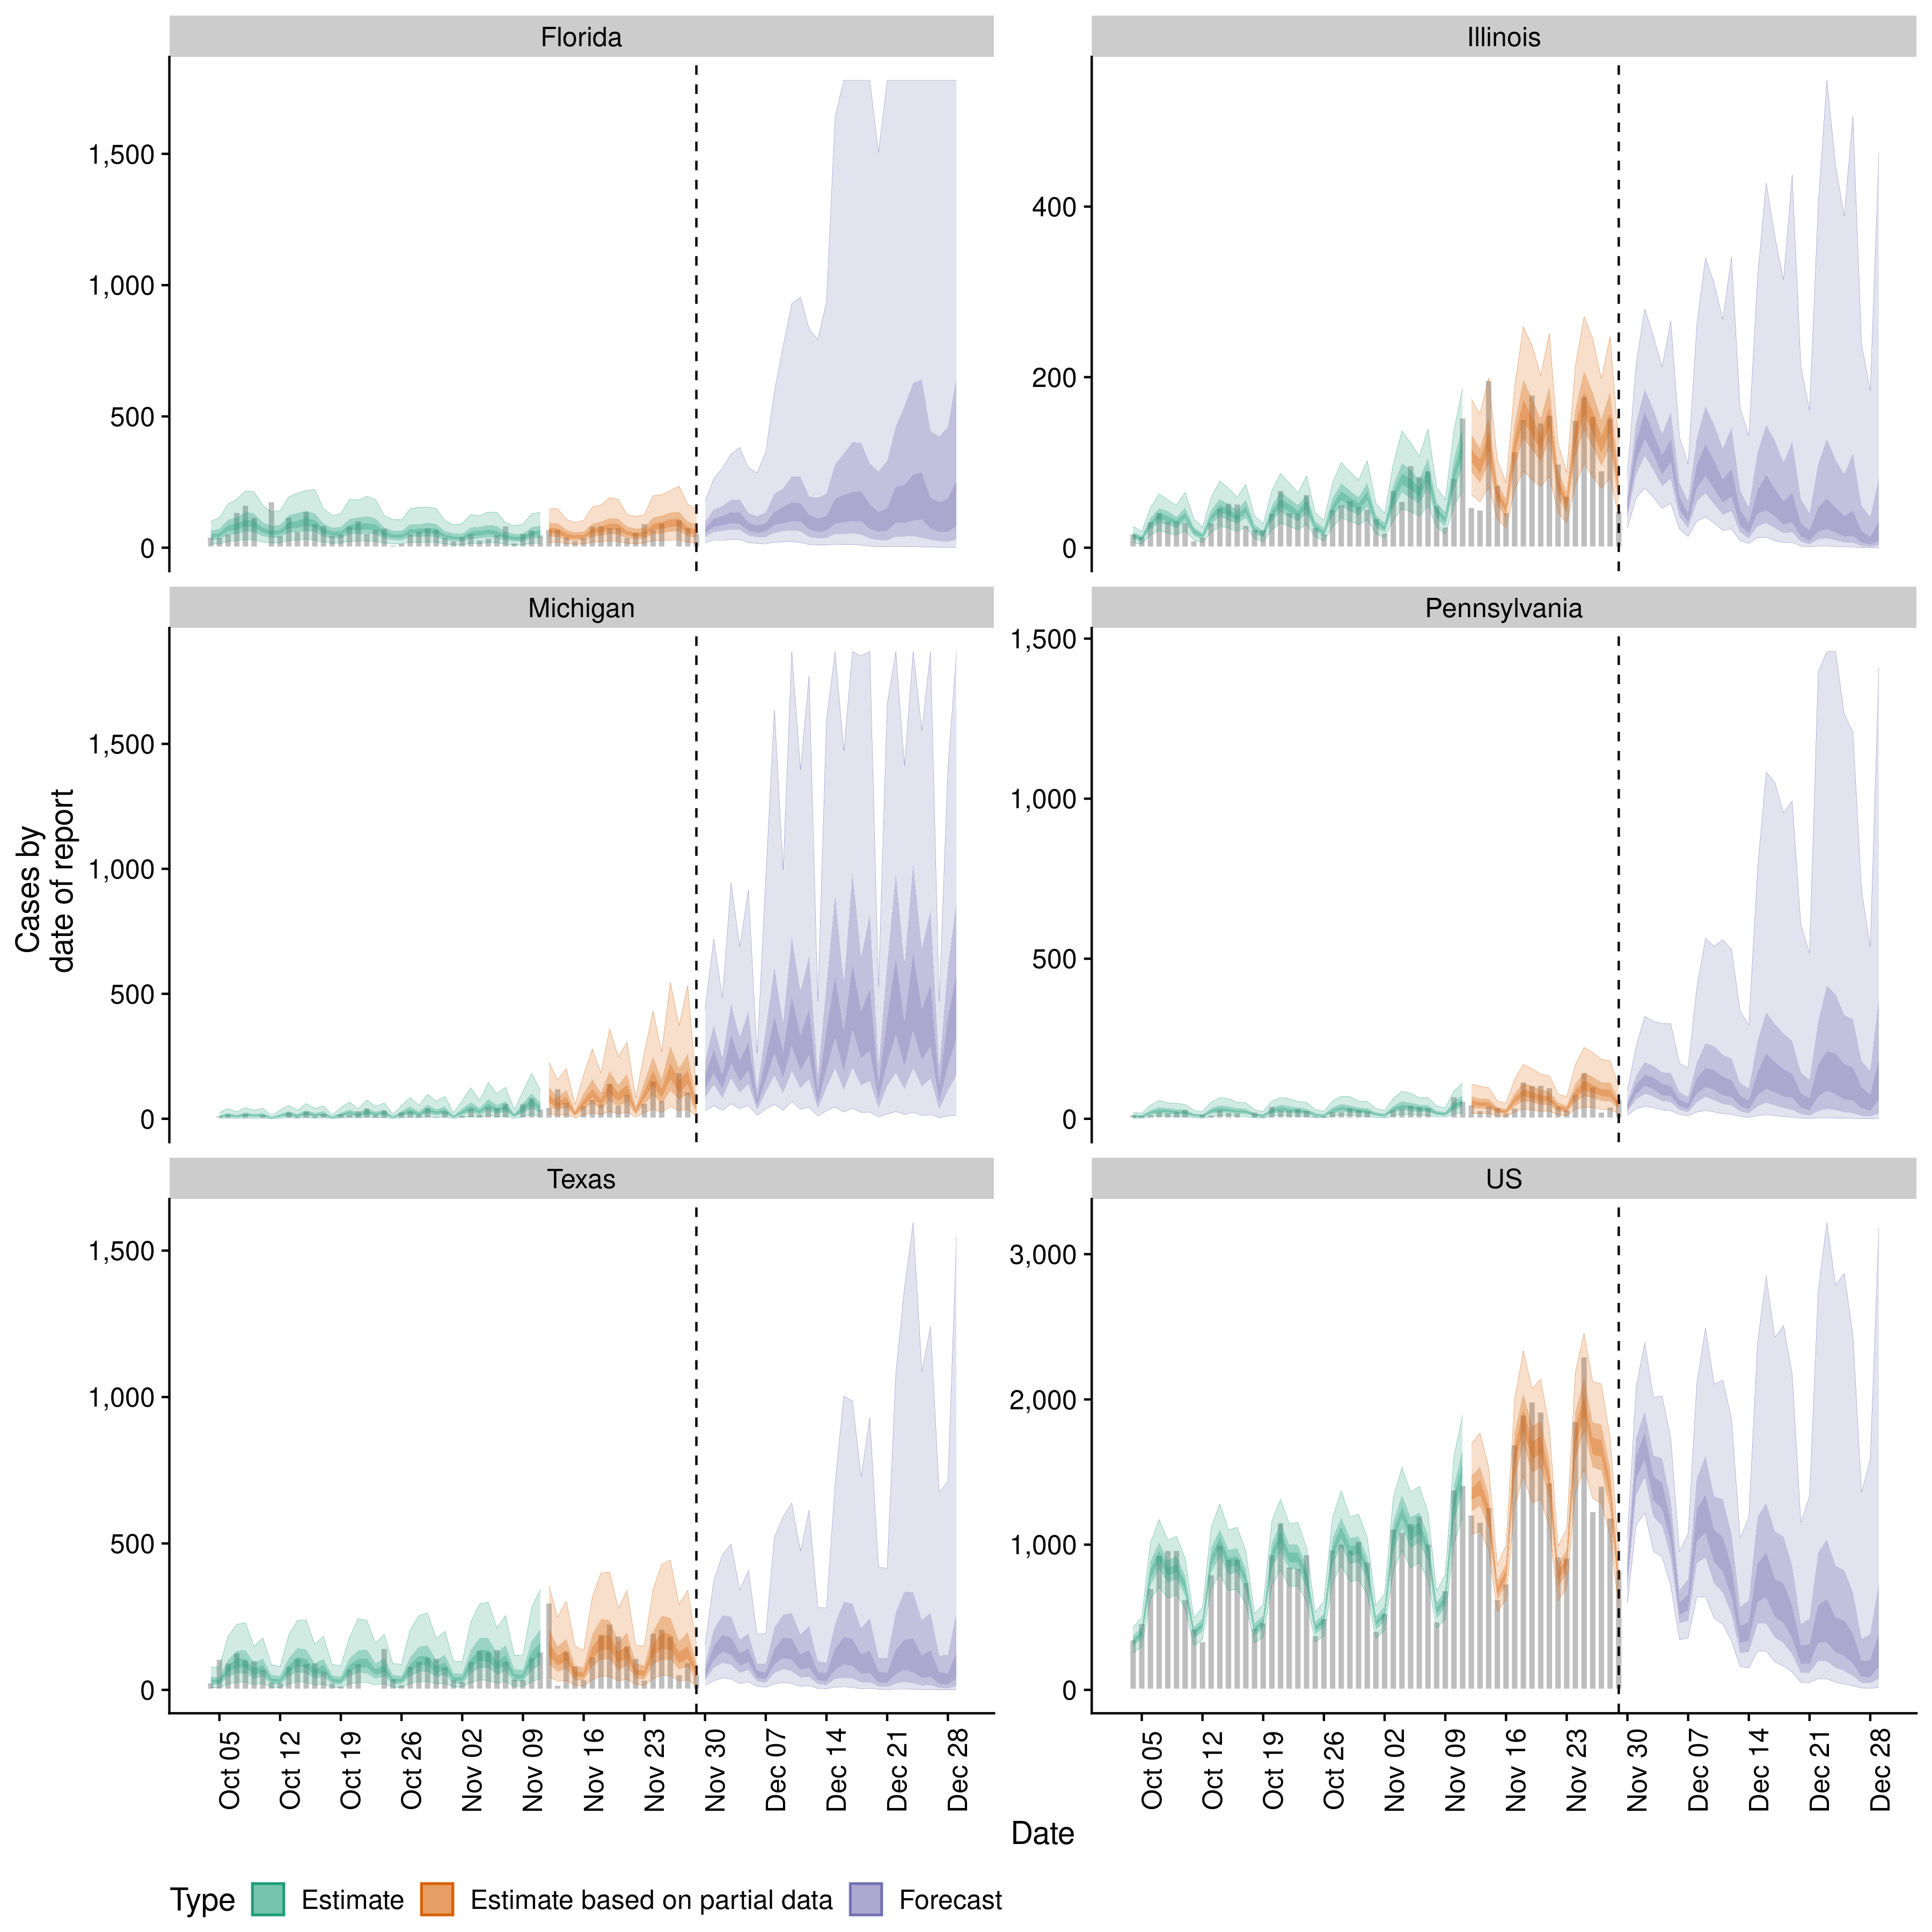 Florida
Illinois
1,500
1,000
500
0
400
200
0
Michigan
Pennsylvania
1,500
1,000
500
0
1,500
1,000
500
0
Cases by
date of report
Texas
US
1,500
1,000
500
0
3,000
2,000
1,000
0
Oct 05
Oct 12
Oct 19
Oct 26
Nov 02
Nov 09
Nov 16
Nov 23
Nov 30
Dec 07
Dec 14
Dec 21
Dec 28
Oct 05
Oct 12
Oct 19
Oct 26
Nov 02
Nov 09
Nov 16
Nov 23
Nov 30
Dec 07
Dec 14
Dec 21
Dec 28
Date
Type Estimate Estimate based on partial data Forecast